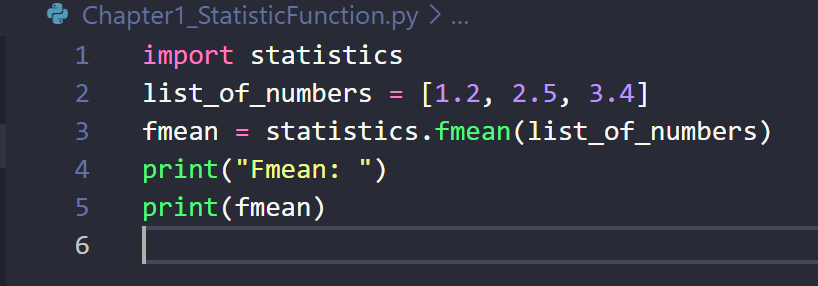 Chapter1_StatisticFunction.py > ...
1 import statistics
2 list_of_numbers = [1.2, 2.5, 3.4]
3 fmean = statistics.fmean(list_of_numbers)
4 print("Fmean: ")
5 print(fmean)
6